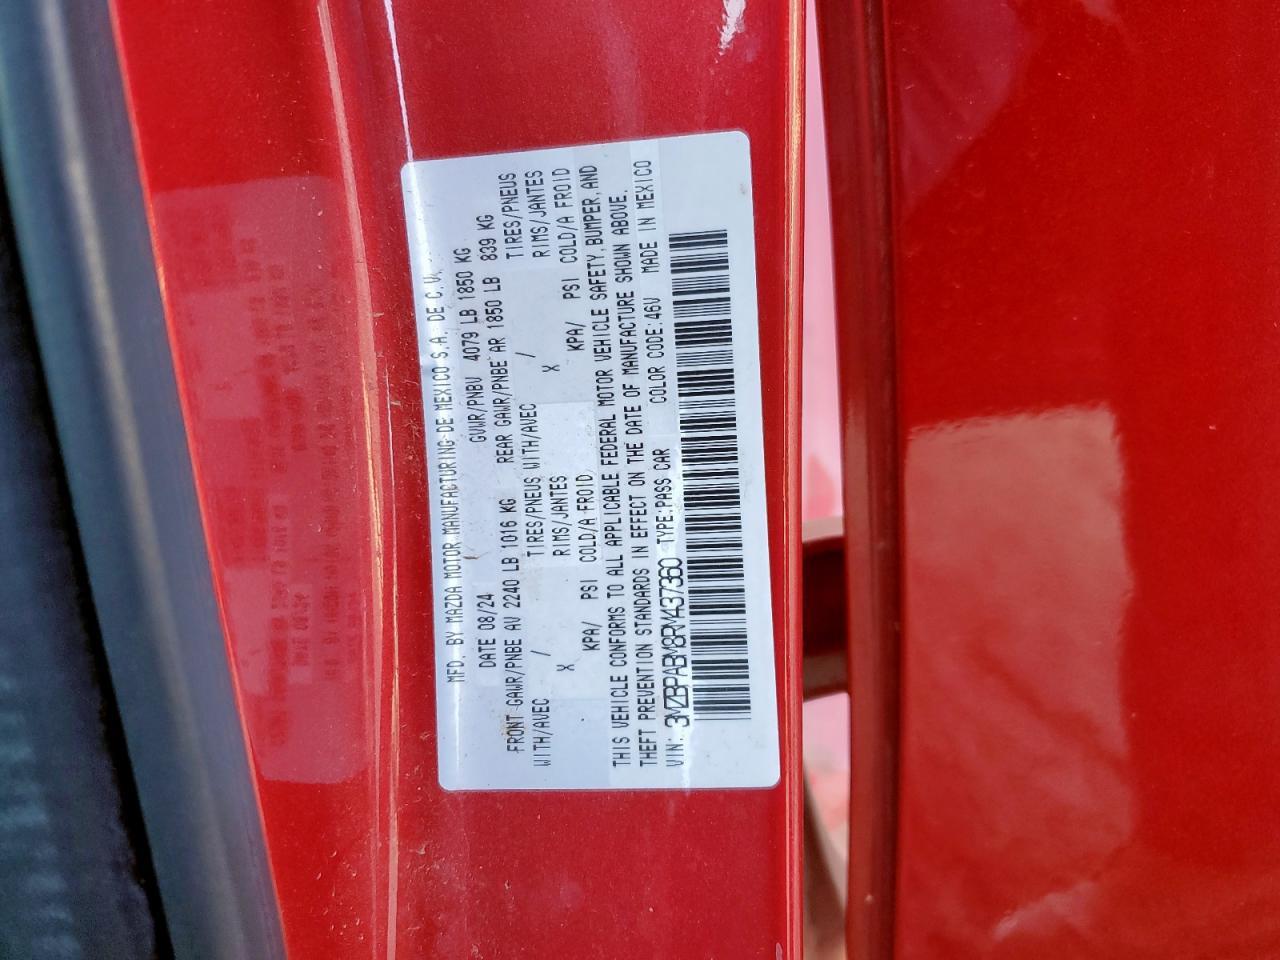 MFD. BY MAZDA MOTOR MANUFACTURING DE MEXICO S.A. DE C.V.
DATE 08/24 GVWR/PNBV 4079 LB 1850 KG
FRONT GAWR/PNBE AV 2240 LB 1016 KG REAR GAWR/PNBE AR 1850 LB 839 KG
WITH/AVEC / TIRES/PNEUS WITH/AVEC / TIRES/PNEUS
X RIMS/JANTES X RIMS/JANTES
KPA/ PSI COLD/A FROID KPA/ PSI COLD/A FROID
THIS VEHICLE CONFORMS TO ALL APPLICABLE FEDERAL MOTOR VEHICLE SAFETY, BUMPER, AND
THEFT PREVENTION STANDARDS IN EFFECT ON THE DATE OF MANUFACTURE SHOWN ABOVE.
VIN: 3MZBPABM8RM437360 TYPE:PASS CAR COLOR CODE:46V MADE IN MEXICO